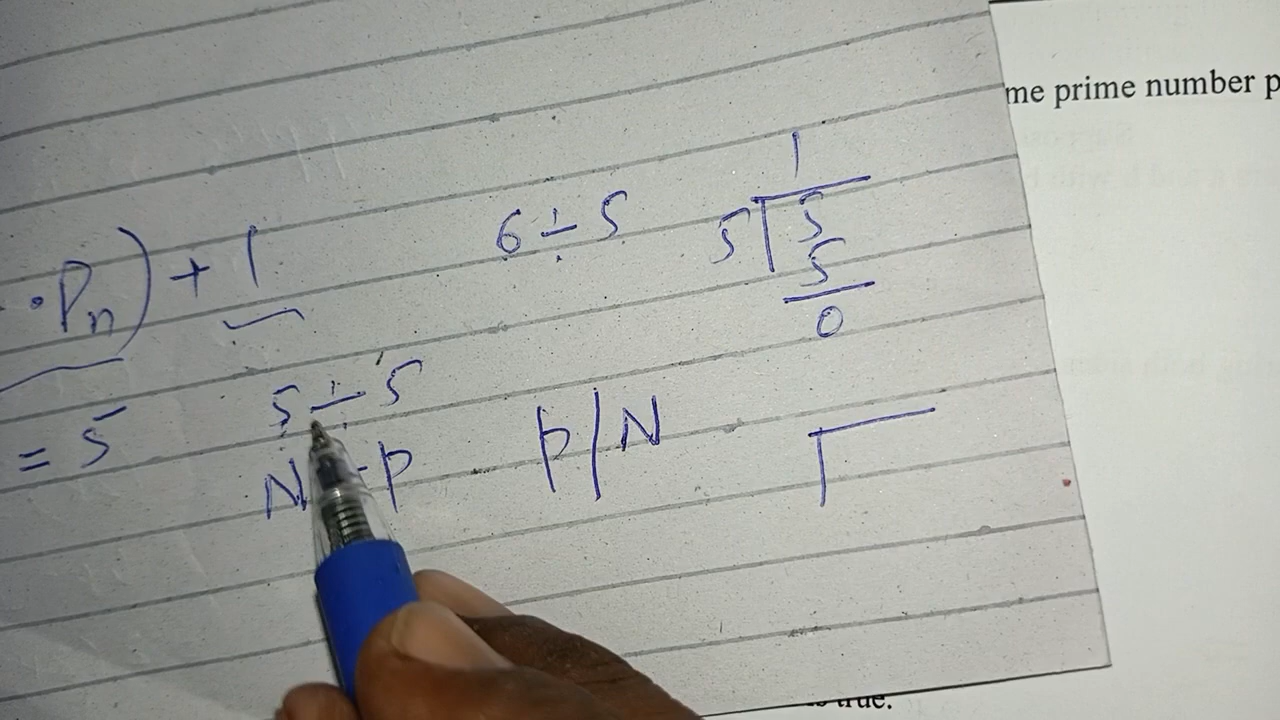 me prime number p
· Pn) + 1
6 ÷ 5
1
5 5
5
0
= 5
5 ÷ 5
N ÷ p
p | N
true.